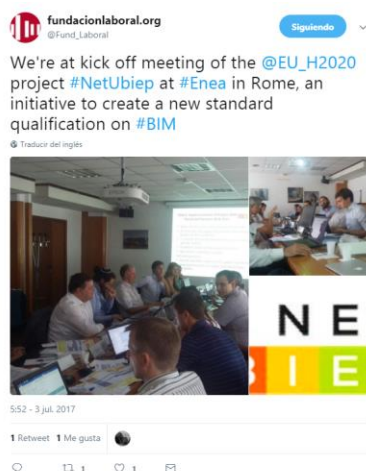 fundacionlaboral.org
@Fund_Laboral
Siguiendo
We're at kick off meeting of the @EU_H2020
project #NetUbiep at #Enea in Rome, an
initiative to create a new standard
qualification on #BIM
Traducir del inglés
N E
B I E
5:52 - 3 jul. 2017
1 Retweet 1 Me gusta
1 1